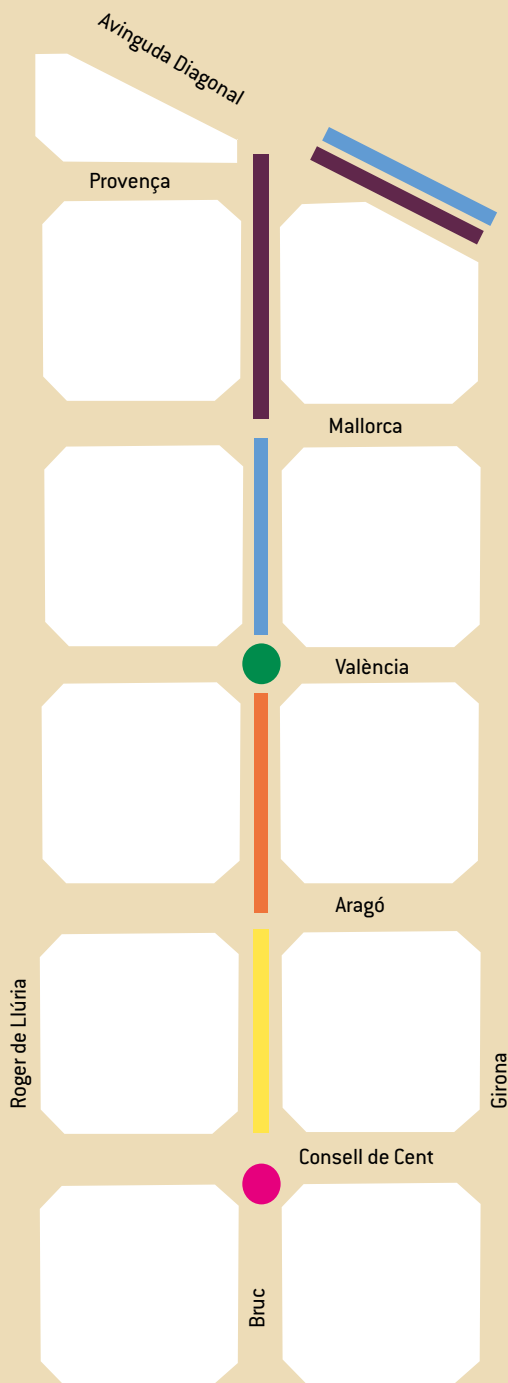 Avinguda Diagonal
Provença
Mallorca
València
Aragó
Roger de Llúria
Girona
Consell de Cent
Bruc